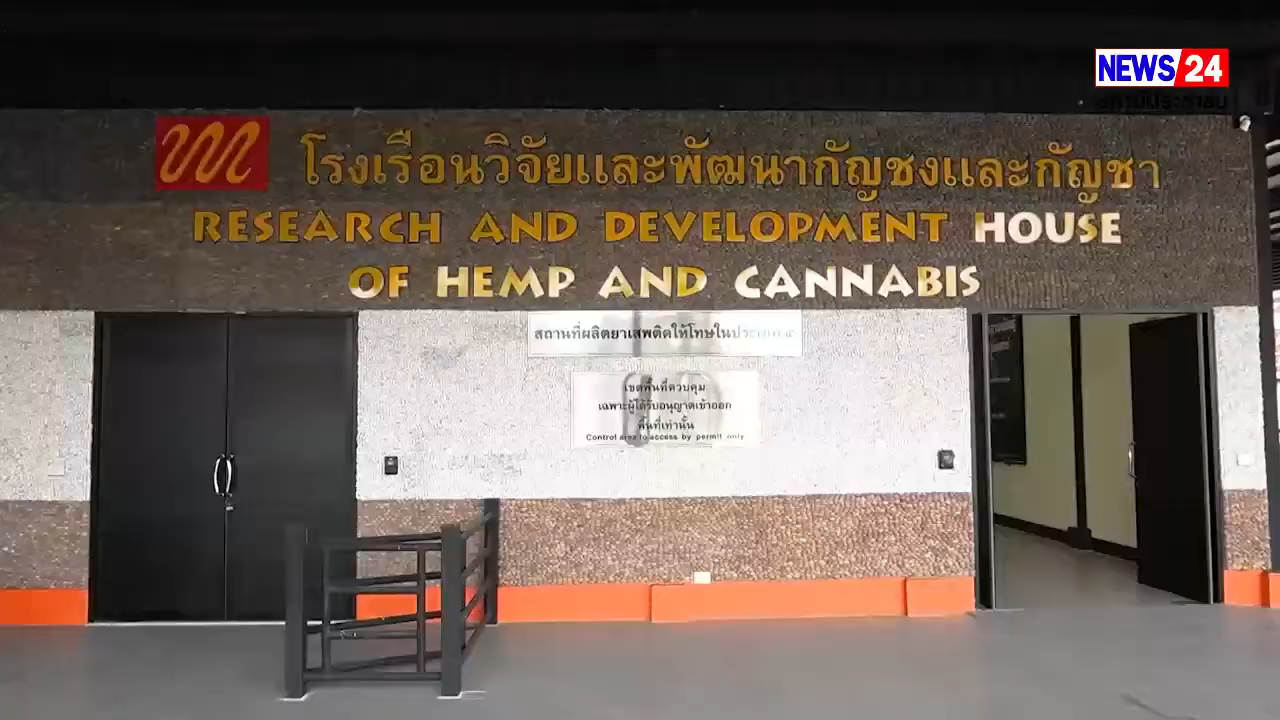 NEWS 24
โรงเรือนวิจัยและพัฒนากัญชงและกัญชา
RESEARCH AND DEVELOPMENT HOUSE
OF HEMP AND CANNABIS
สถานที่ผลิตยาเสพติดให้โทษในประเภท ๕
เขตพื้นที่ควบคุม
เฉพาะผู้ได้รับอนุญาตเข้าออก
พื้นที่เท่านั้น
Control area to access by permit only